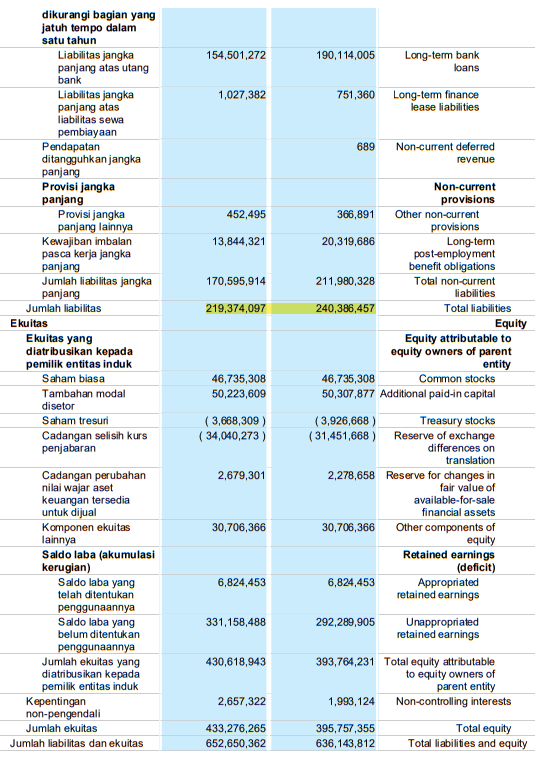 dikurangi bagian yang
jatuh tempo dalam
satu tahun
Liabilitas jangka 154,501,272 190,114,005 Long-term bank
panjang atas utang loans
bank
Liabilitas jangka 1,027,382 751,360 Long-term finance
panjang atas lease liabilities
liabilitas sewa
pembiayaan
Pendapatan 689 Non-current deferred
ditangguhkan jangka revenue
panjang
Provisi jangka Non-current
panjang provisions
Provisi jangka 452,495 366,891 Other non-current
panjang lainnya provisions
Kewajiban imbalan 13,844,321 20,319,686 Long-term
pasca kerja jangka post-employment
panjang benefit obligations
Jumlah liabilitas jangka 170,595,914 211,980,328 Total non-current
panjang liabilities
Jumlah liabilitas 219,374,097 240,386,457 Total liabilities
Ekuitas Equity
Ekuitas yang Equity attributable to
diatribusikan kepada equity owners of parent
pemilik entitas induk entity
Saham biasa 46,735,308 46,735,308 Common stocks
Tambahan modal 50,223,609 50,307,877 Additional paid-in capital
disetor
Saham tresuri ( 3,668,309 ) ( 3,926,668 ) Treasury stocks
Cadangan selisih kurs ( 34,040,273 ) ( 31,451,668 ) Reserve of exchange
penjabaran differences on
translation
Cadangan perubahan 2,679,301 2,278,658 Reserve for changes in
nilai wajar aset fair value of
keuangan tersedia available-for-sale
untuk dijual financial assets
Komponen ekuitas 30,706,366 30,706,366 Other components of
lainnya equity
Saldo laba (akumulasi Retained earnings
kerugian) (deficit)
Saldo laba yang 6,824,453 6,824,453 Appropriated
telah ditentukan retained earnings
penggunaannya
Saldo laba yang 331,158,488 292,289,905 Unappropriated
belum ditentukan retained earnings
penggunaannya
Jumlah ekuitas yang 430,618,943 393,764,231 Total equity attributable
diatribusikan kepada to equity owners of
pemilik entitas induk parent entity
Kepentingan 2,657,322 1,993,124 Non-controlling interests
non-pengendali
Jumlah ekuitas 433,276,265 395,757,355 Total equity
Jumlah liabilitas dan ekuitas 652,650,362 636,143,812 Total liabilities and equity